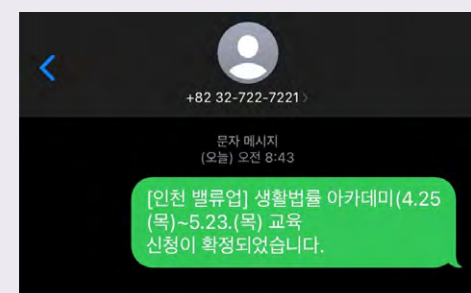 +82 32-722-7221
문자 메시지
(오늘) 오전 8:43
[인천 밸류업] 생활법률 아카데미(4.25
(목)~5.23.(목) 교육
신청이 확정되었습니다.